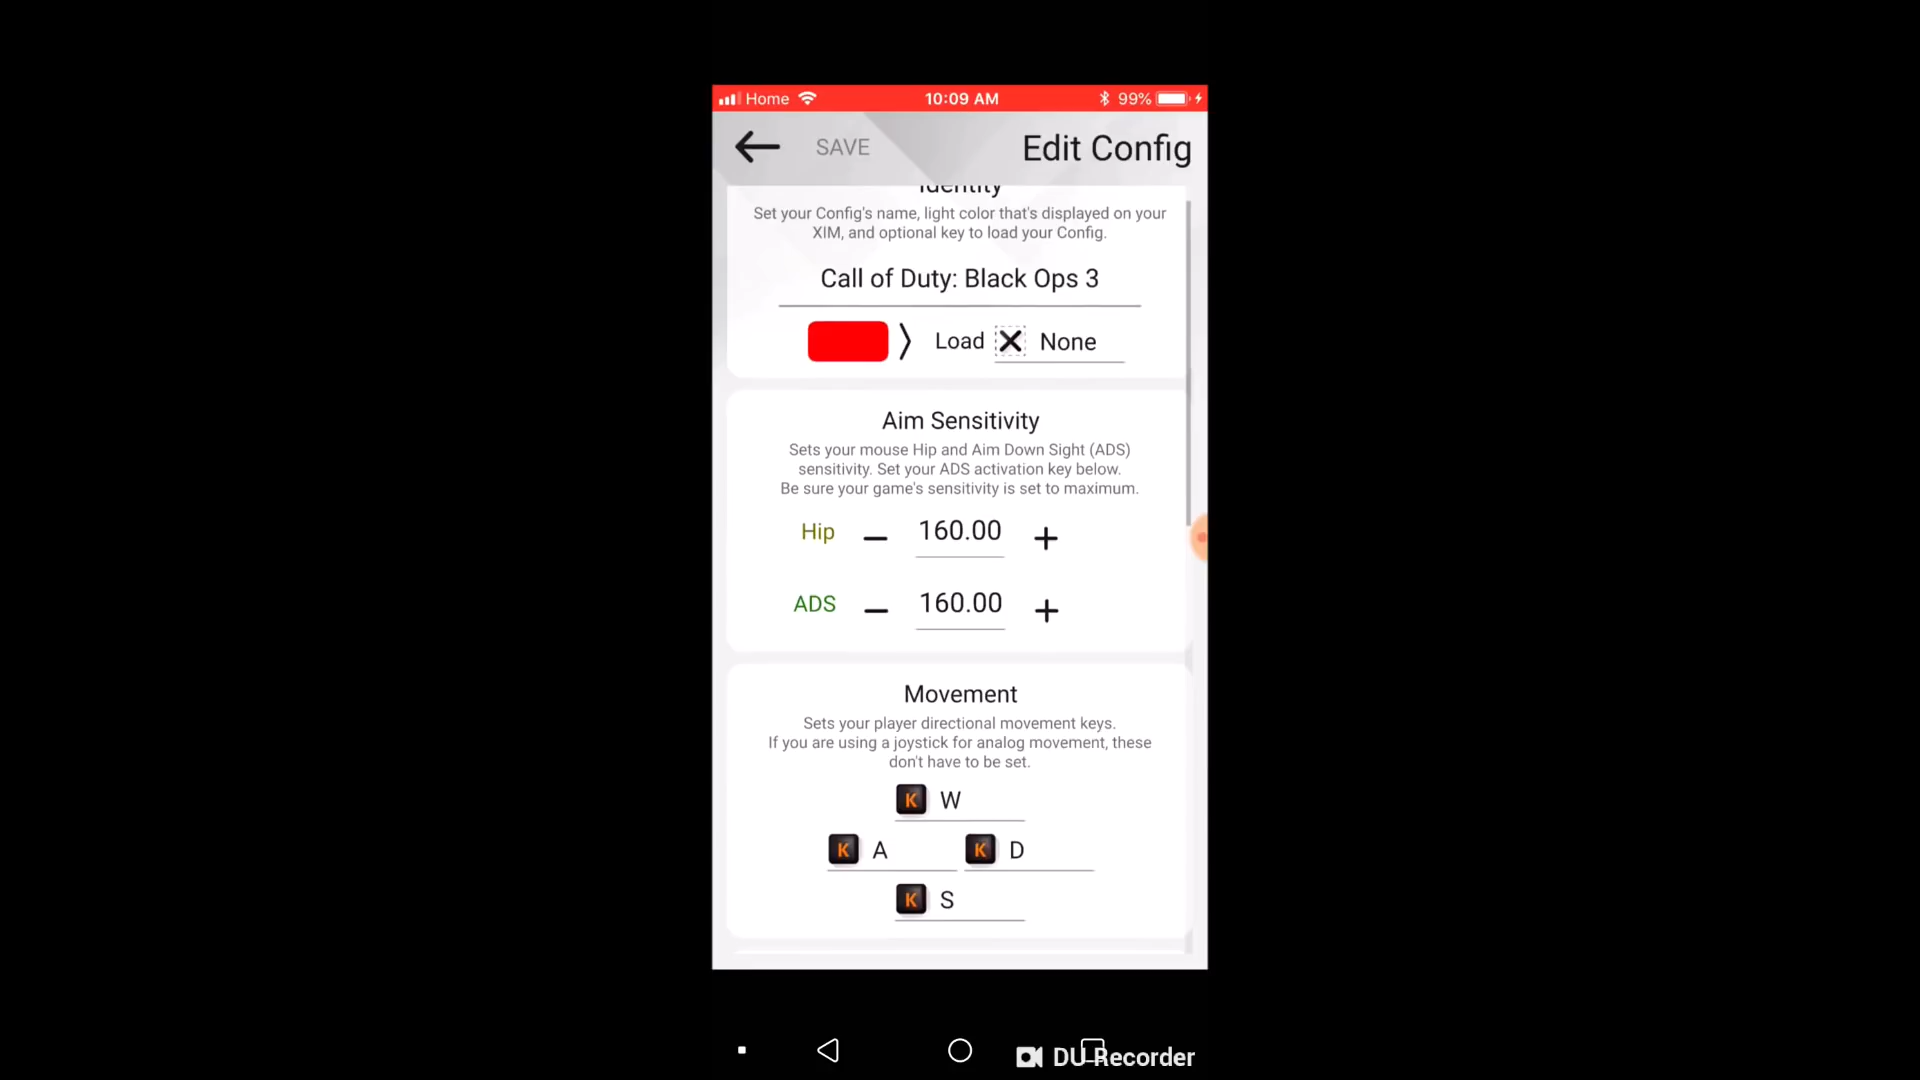 Home 10:09 AM 99%
SAVE Edit Config
Identity
Set your Config's name, light color that's displayed on your
XIM, and optional key to load your Config.
Call of Duty: Black Ops 3
Load None
Aim Sensitivity
Sets your mouse Hip and Aim Down Sight (ADS)
sensitivity. Set your ADS activation key below.
Be sure your game's sensitivity is set to maximum.
Hip − 160.00 +
ADS − 160.00 +
Movement
Sets your player directional movement keys.
If you are using a joystick for analog movement, these
don't have to be set.
K W
K A K D
K S
DU Recorder